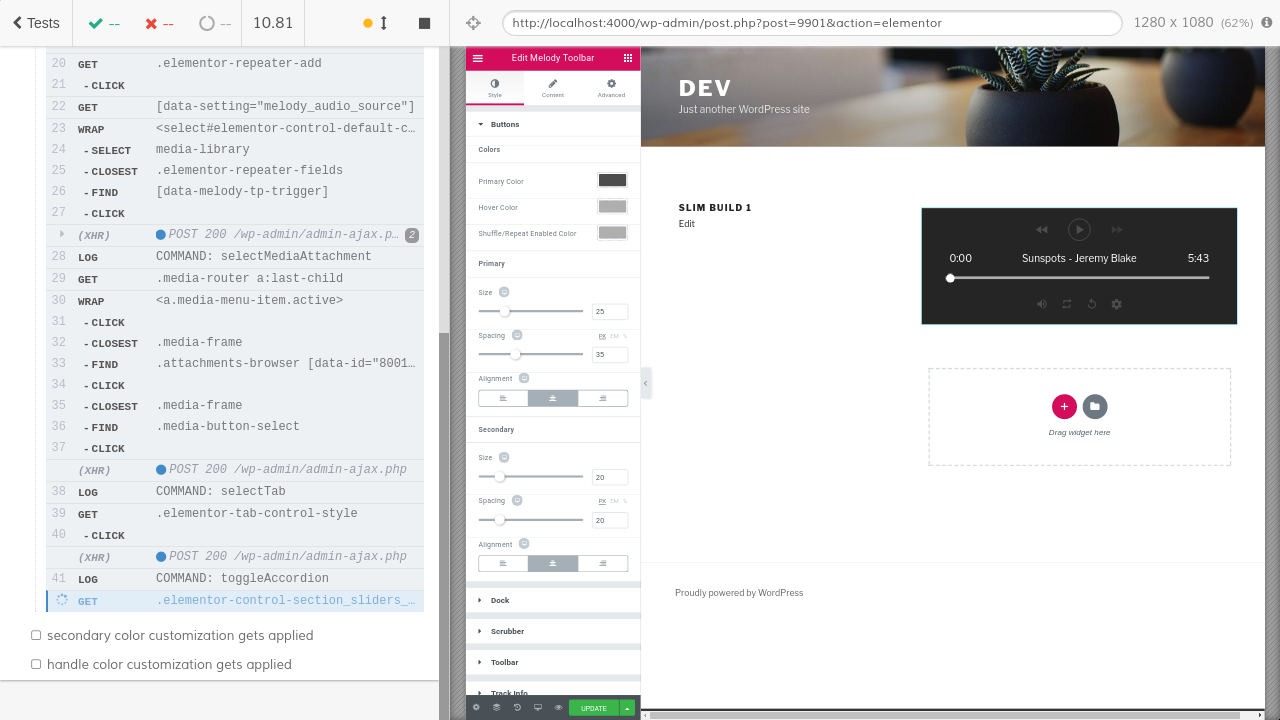 Tests
--
--
--
10.81
http://localhost:4000/wp-admin/post.php?post=9901&action=elementor
1280 x 1080 (62%)
20 GET .elementor-repeater-add
21 - CLICK
22 GET [data-setting="melody_audio_source"]
23 WRAP <select#elementor-control-default-c...
24 - SELECT media-library
25 - CLOSEST .elementor-repeater-fields
26 - FIND [data-melody-tp-trigger]
27 - CLICK
(XHR) POST 200 /wp-admin/admin-ajax.... 2
28 LOG COMMAND: selectMediaAttachment
29 GET .media-router:last-child
30 WRAP <a.media-menu-item.active>
31 - CLICK
32 - CLOSEST .media-frame
33 - FIND .attachments-browser [data-id="8001...
34 - CLICK
35 - CLOSEST .media-frame
36 - FIND .media-button-select
37 - CLICK
(XHR) POST 200 /wp-admin/admin-ajax.php
38 LOG COMMAND: selectTab
39 GET .elementor-tab-control-style
40 - CLICK
(XHR) POST 200 /wp-admin/admin-ajax.php
41 LOG COMMAND: toggleAccordion
GET .elementor-control-section_sliders_...
secondary color customization gets applied
handle color customization gets applied
Edit Melody Toolbar
Style Content Advanced
Buttons
Colors
Primary Color
Hover Color
Shuffle/Repeat Enabled Color
Primary
Size
25
Spacing PX EM %
35
Alignment
Secondary
Size
20
Spacing PX EM %
20
Alignment
Dock
Scrubber
Toolbar
Track Info
UPDATE
DEV
Just another WordPress site
SLIM BUILD 1
Edit
0:00 Sunspots - Jeremy Blake 5:43
Drag widget here
Proudly powered by WordPress